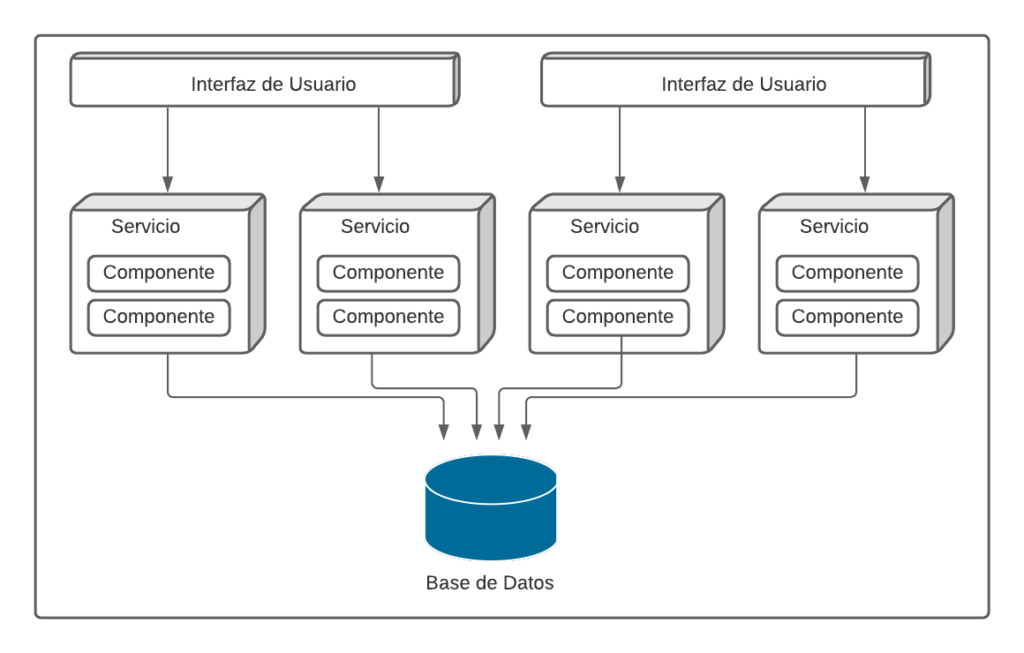 Interfaz de Usuario
Interfaz de Usuario
Servicio
Componente
Componente
Servicio
Componente
Componente
Servicio
Componente
Componente
Servicio
Componente
Componente
Base de Datos